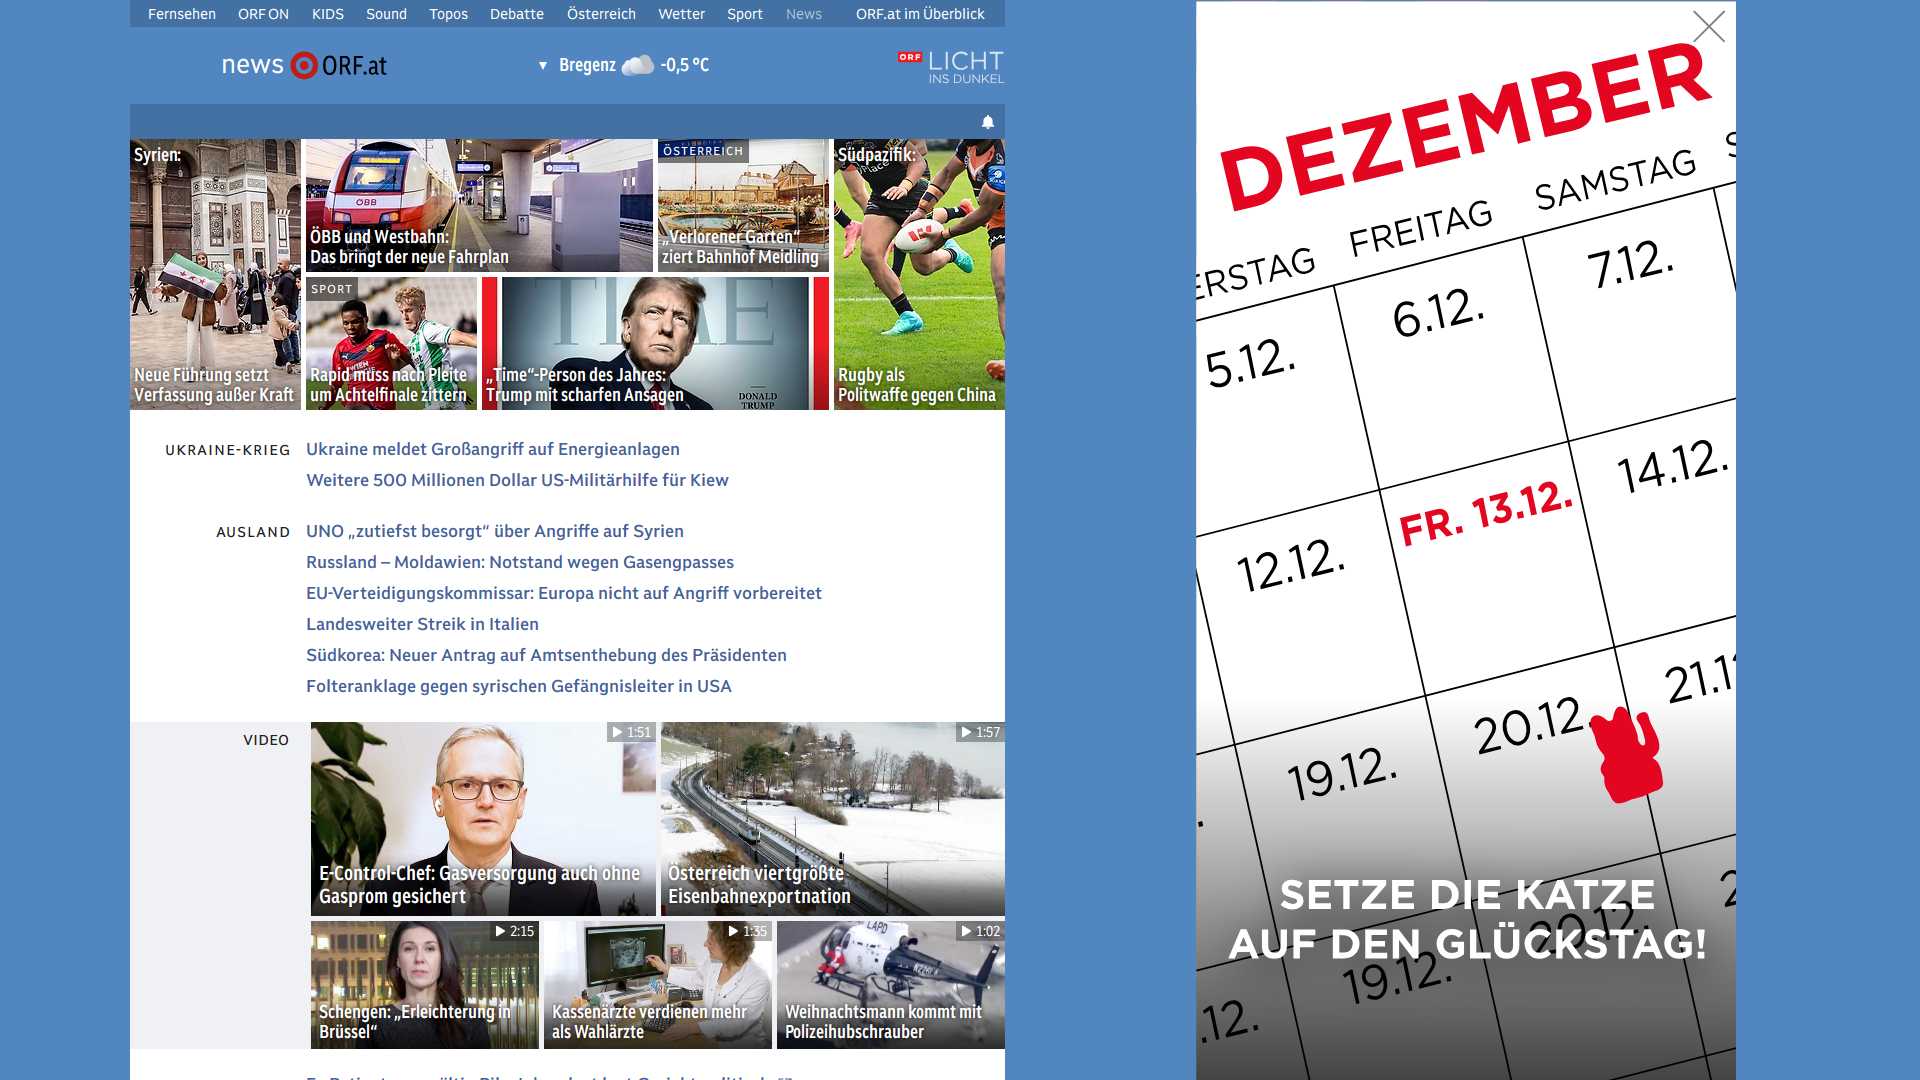 Fernsehen ORF ON KIDS Sound Topos Debatte Österreich Wetter Sport News ORF.at im Überblick
news ORF.at
Bregenz -0,5 °C
ORF LICHT
INS DUNKEL
Syrien:
Neue Führung setzt
Verfassung außer Kraft
ÖBB
ÖBB und Westbahn:
Das bringt der neue Fahrplan
ÖSTERREICH
„Verlorener Garten“
ziert Bahnhof Meidling
Südpazifik:
Rugby als
Politwaffe gegen China
SPORT
Rapid muss nach Pleite
um Achtelfinale zittern
TIME
DONALD
TRUMP
„Time“-Person des Jahres:
Trump mit scharfen Ansagen
UKRAINE-KRIEG
Ukraine meldet Großangriff auf Energieanlagen
Weitere 500 Millionen Dollar US-Militärhilfe für Kiew
AUSLAND
UNO „zutiefst besorgt“ über Angriffe auf Syrien
Russland – Moldawien: Notstand wegen Gasengpasses
EU-Verteidigungskommissar: Europa nicht auf Angriff vorbereitet
Landesweiter Streik in Italien
Südkorea: Neuer Antrag auf Amtsenthebung des Präsidenten
Folteranklage gegen syrischen Gefängnisleiter in USA
VIDEO
1:51
E-Control-Chef: Gasversorgung auch ohne
Gasprom gesichert
1:57
Österreich viertgrößte
Eisenbahnexportnation
2:15
Schengen: „Erleichterung in
Brüssel“
1:35
Kassenärzte verdienen mehr
als Wahlärzte
1:02
LAPD
Weihnachtsmann kommt mit
Polizeihubschrauber
DEZEMBER
ERSTAG FREITAG SAMSTAG S
5.12. 6.12. 7.12.
12.12. FR. 13.12. 14.12.
19.12. 20.12. 21.1
SETZE DIE KATZE
AUF DEN GLÜCKSTAG!
.12. 19.12. 20.12. 2